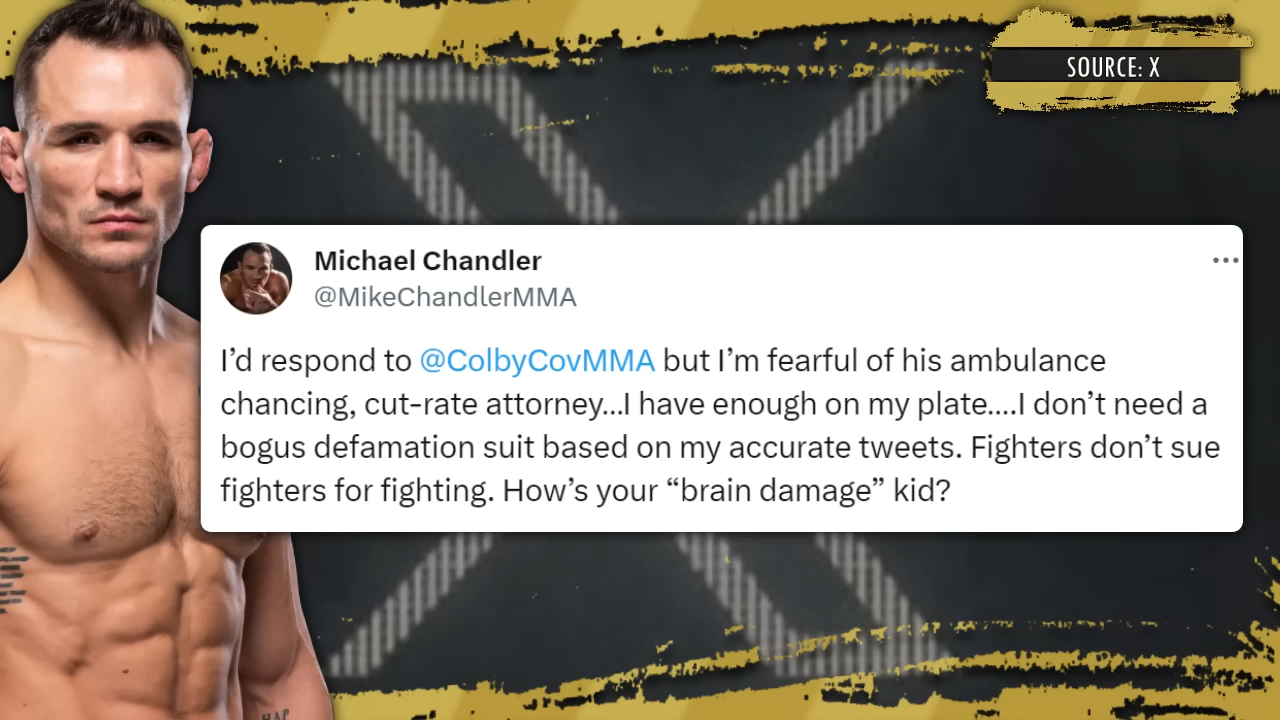 SOURCE: X
Michael Chandler
@MikeChandlerMMA
I’d respond to @ColbyCovMMA but I’m fearful of his ambulance
chancing, cut-rate attorney...I have enough on my plate....I don’t need a
bogus defamation suit based on my accurate tweets. Fighters don’t sue
fighters for fighting. How’s your “brain damage” kid?
HAP